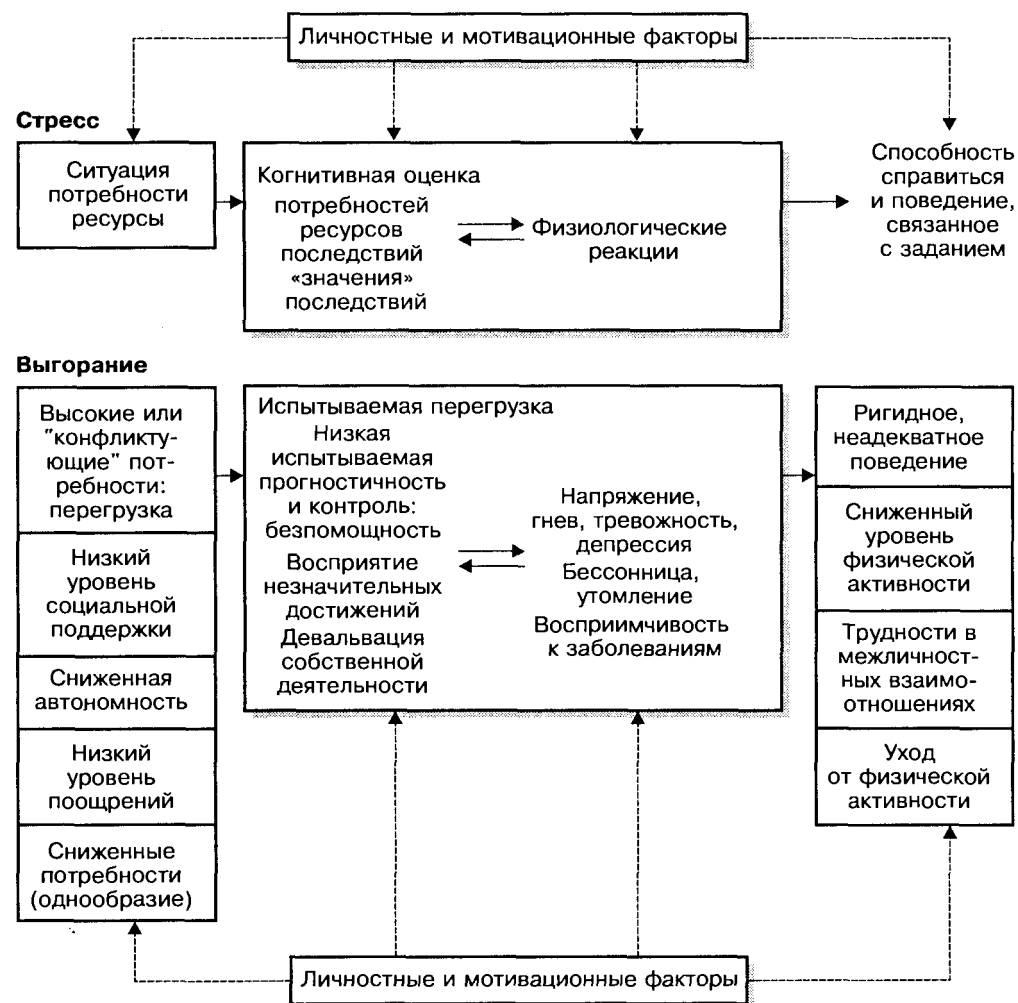 Личностные и мотивационные факторы
Стресс
Ситуация
потребности
ресурсы
Когнитивная оценка
потребностей
ресурсов
последствий
«значения»
последствий
Физиологические
реакции
Способность
справиться
и поведение,
связанное
с заданием
Выгорание
Высокие или
"конфликту-
ющие" пот-
ребности:
перегрузка
Низкий
уровень
социальной
поддержки
Сниженная
автономность
Низкий
уровень
поощрений
Сниженные
потребности
(однообразие)
Испытываемая перегрузка
Низкая
испытываемая
прогностичность
и контроль:
безпомощность
Восприятие
незначительных
достижений
Девальвация
собственной
деятельности
Напряжение,
гнев, тревожность,
депрессия
Бессонница,
утомление
Восприимчивость
к заболеваниям
Ригидное,
неадекватное
поведение
Сниженный
уровень
физической
активности
Трудности в
межличност-
ных взаимо-
отношениях
Уход
от физической
активности
Личностные и мотивационные факторы